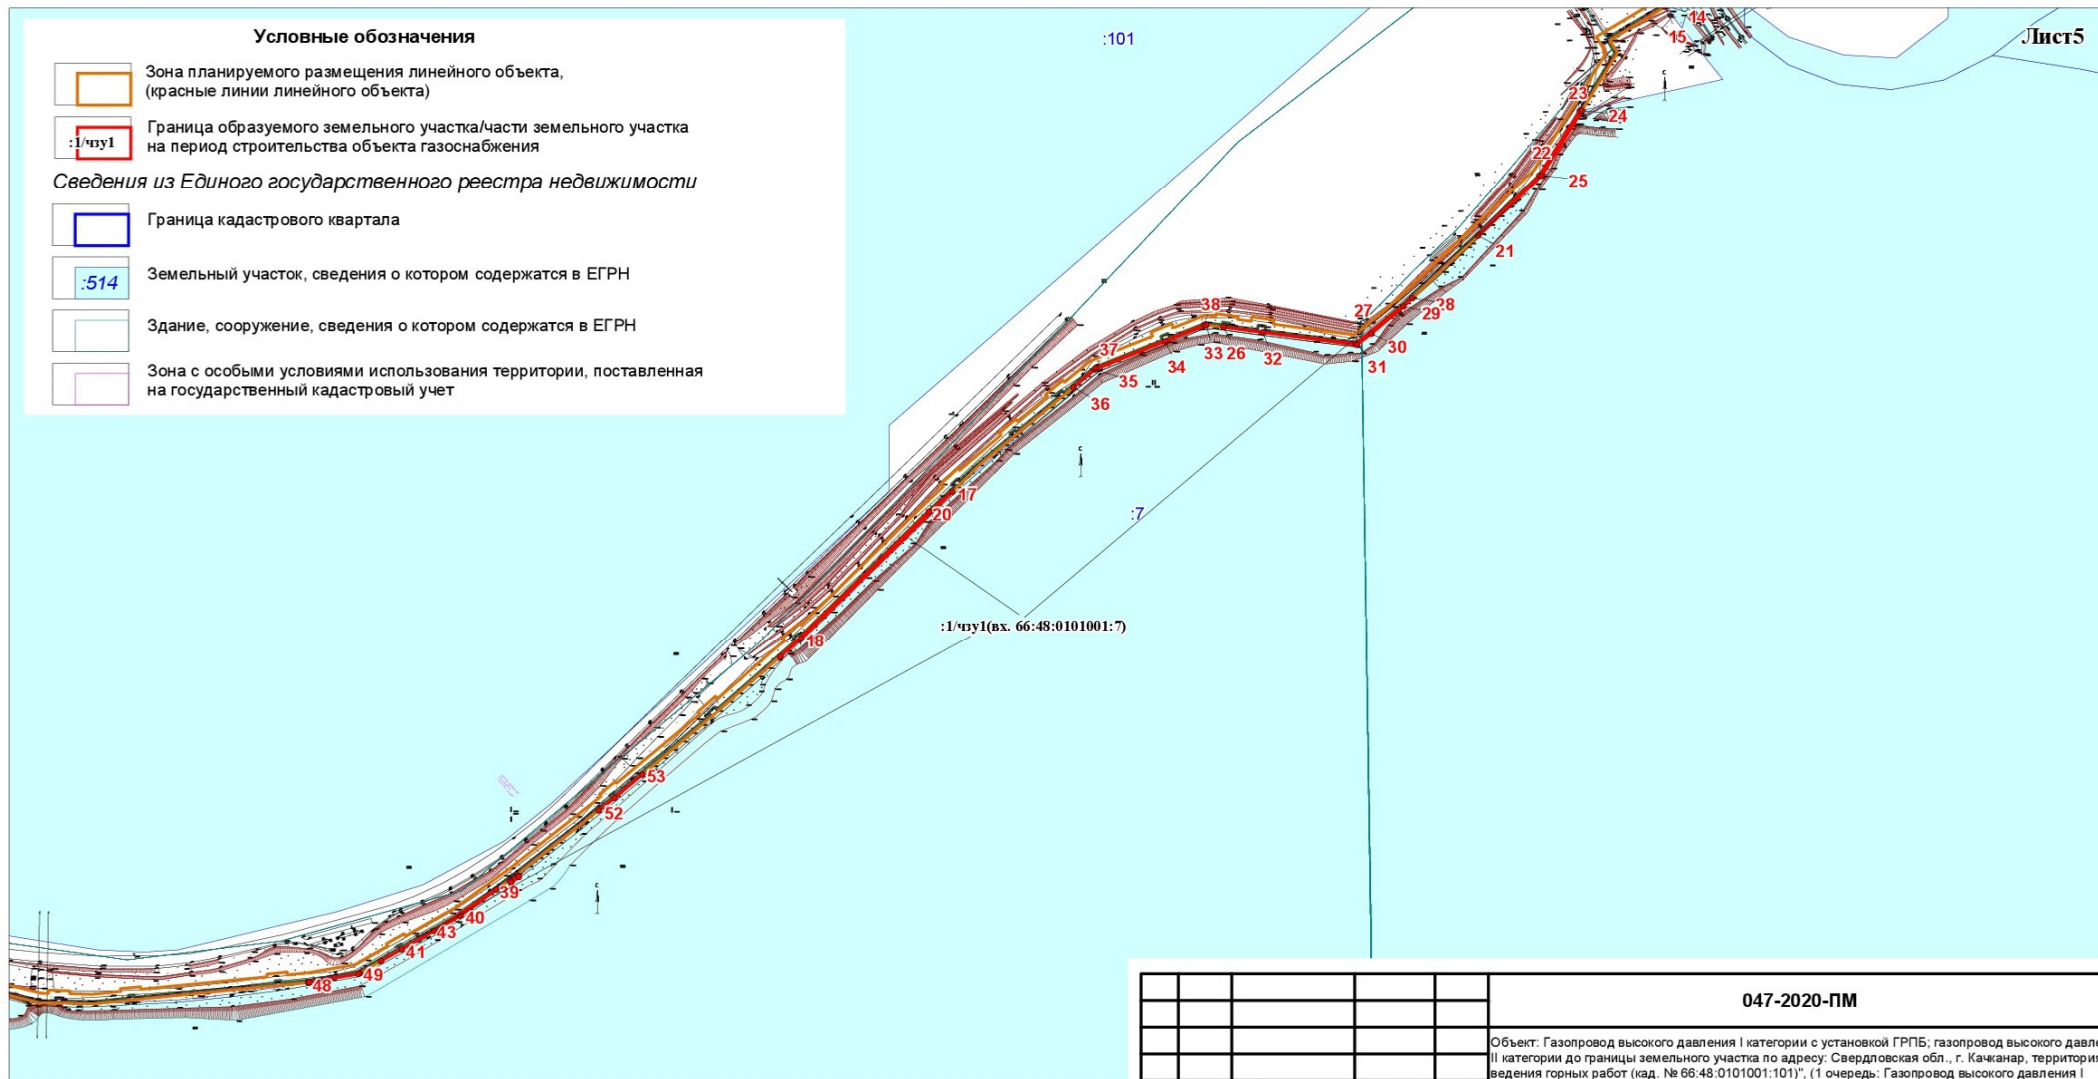 Условные обозначения
Зона планируемого размещения линейного объекта,
(красные линии линейного объекта)
:1/чзу1
Граница образуемого земельного участка/части земельного участка
на период строительства объекта газоснабжения
Сведения из Единого государственного реестра недвижимости
Граница кадастрового квартала
:514
Земельный участок, сведения о котором содержатся в ЕГРН
Здание, сооружение, сведения о котором содержатся в ЕГРН
Зона с особыми условиями использования территории, поставленная
на государственный кадастровый учет
:101
Лист5
14
15
23
24
22
25
21
38
27
28
29
37
33
26
32
30
34
31
35
36
17
20
:7
:1/чзу1(вх. 66:48:0101001:7)
18
53
52
39
40
43
41
49
48
047-2020-ПМ
Объект: Газопровод высокого давления I категории с установкой ГРПБ; газопровод высокого давле
II категории до границы земельного участка по адресу: Свердловская обл., г. Качканар, территория
ведения горных работ (кад. № 66:48:0101001:101)", (1 очередь: Газопровод высокого давления I